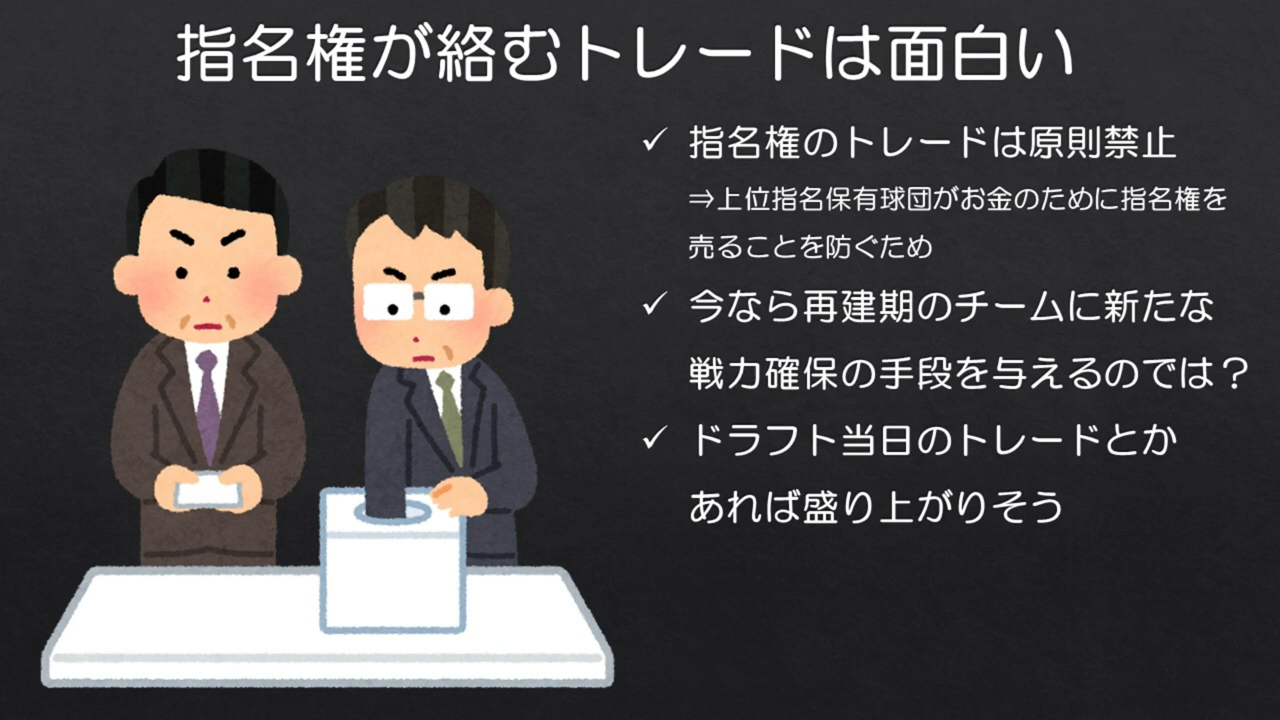 指名権が絡むトレードは面白い
✓ 指名権のトレードは原則禁止
⇒上位指名保有球団がお金のために指名権を
売ることを防ぐため
✓ 今なら再建期のチームに新たな
戦力確保の手段を与えるのでは？
✓ ドラフト当日のトレードとか
あれば盛り上がりそう